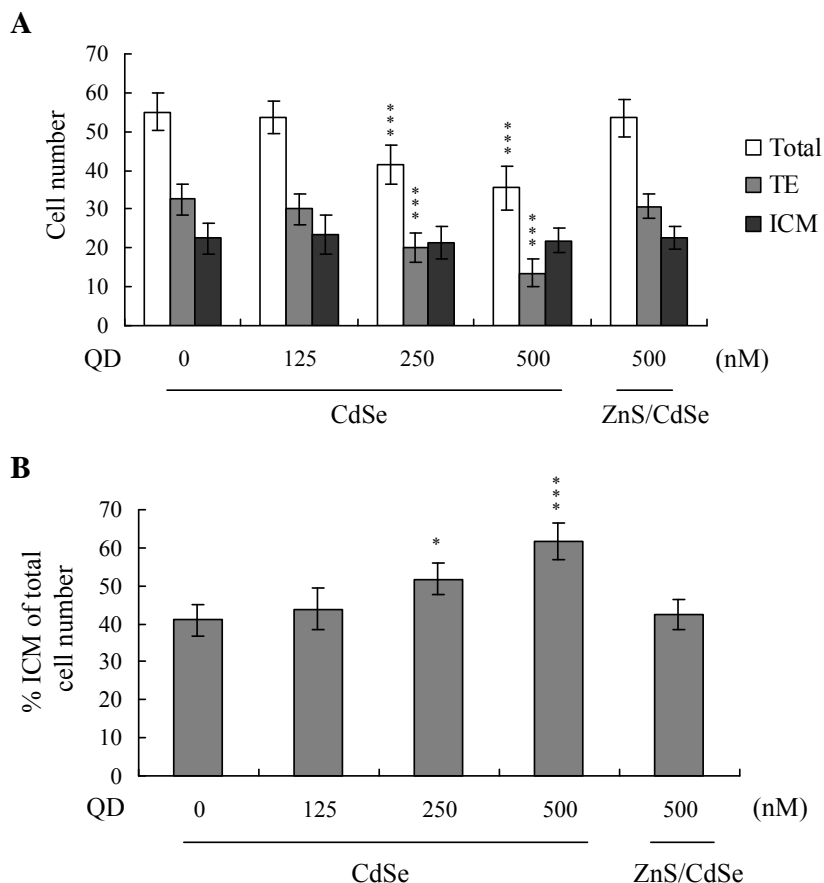 A
70
60
50
40
30
20
10
0
Cell number
***
***
***
***
Total
TE
ICM
QD 0 125 250 500 500 (nM)
CdSe ZnS/CdSe
B
70
60
50
40
30
20
10
0
% ICM of total
cell number
*
***
QD 0 125 250 500 500 (nM)
CdSe ZnS/CdSe